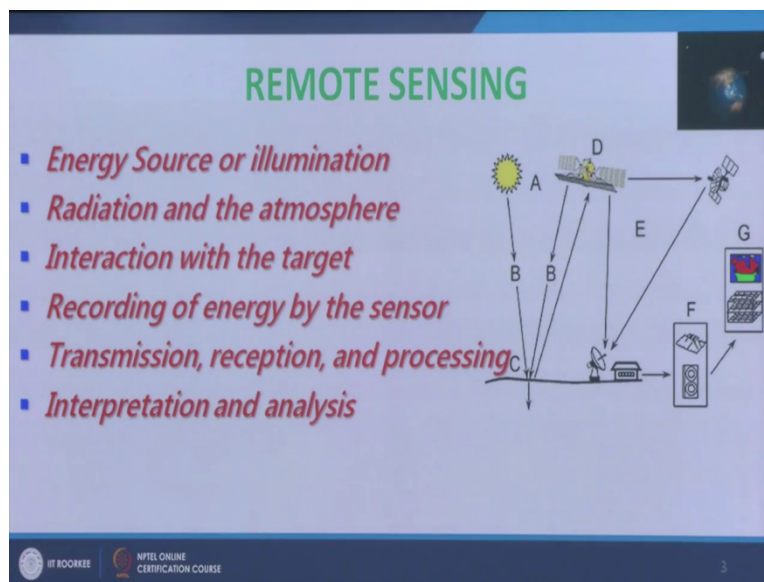 REMOTE SENSING
Energy Source or illumination
Radiation and the atmosphere
Interaction with the target
Recording of energy by the sensor
Transmission, reception, and processing
Interpretation and analysis
A
D
B
B
E
C
F
G
IIT ROORKEE
NPTEL ONLINE
CERTIFICATION COURSE
3